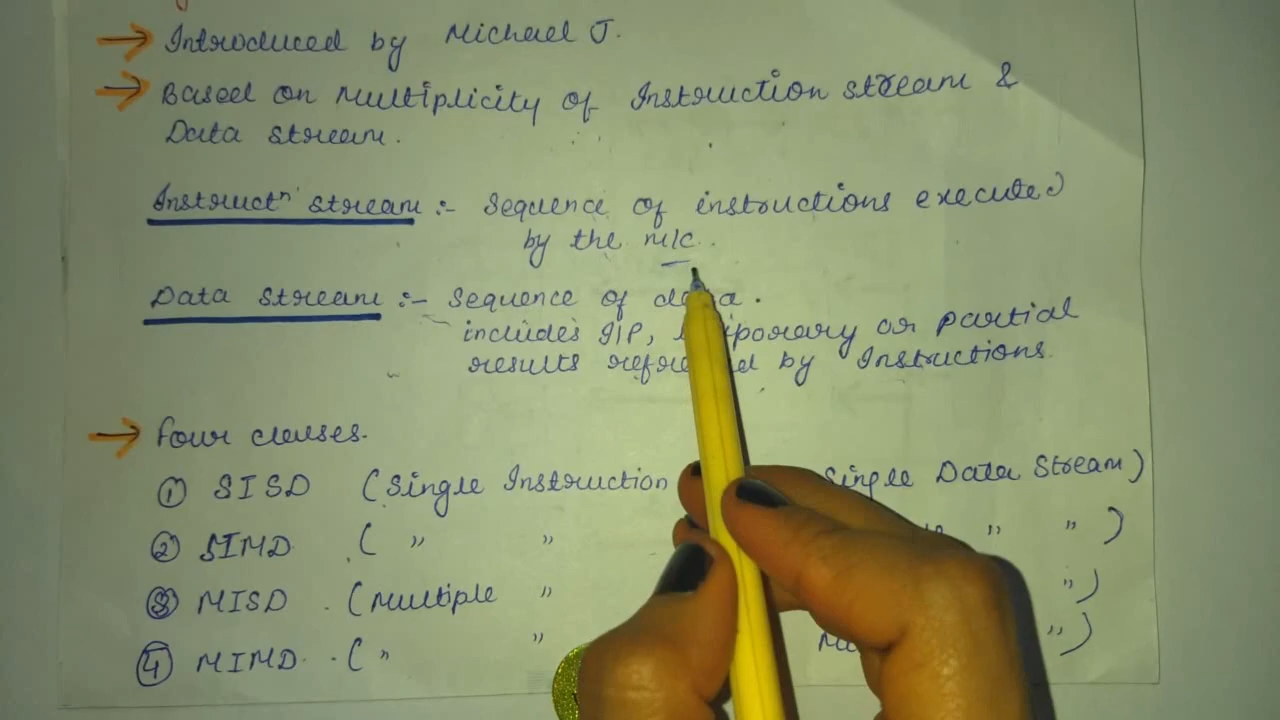 Introduced by Michael J.
Based on Multiplicity of Instruction stream &
Data stream.
Instructⁿ stream :- Sequence of instructions executed
by the m/c.
Data stream :- Sequence of data.
includes I/P, or partial
results by Instructions.
Four classes.
① SISD (Single Instruction Single Data Stream)
② SIMD ( " " " " )
③ MISD (Multiple " " )
④ MIMD ( " " " )